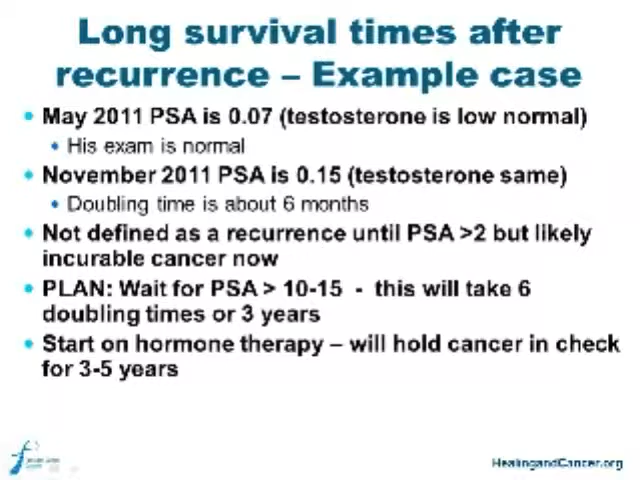 Long survival times after
recurrence – Example case
• May 2011 PSA is 0.07 (testosterone is low normal)
• His exam is normal
• November 2011 PSA is 0.15 (testosterone same)
• Doubling time is about 6 months
• Not defined as a recurrence until PSA >2 but likely
incurable cancer now
• PLAN: Wait for PSA > 10-15 - this will take 6
doubling times or 3 years
• Start on hormone therapy – will hold cancer in check
for 3-5 years
HealingandCancer.org